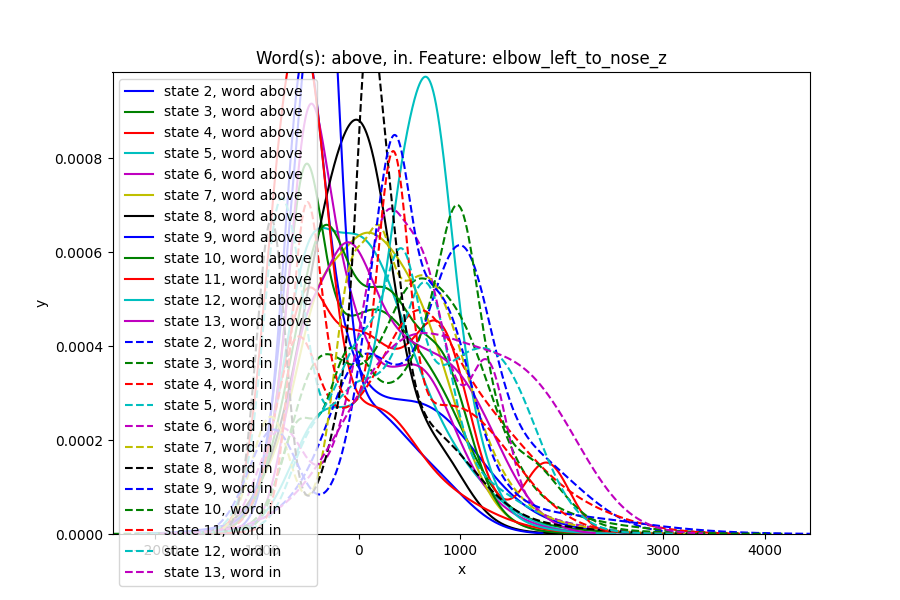 Word(s): above, in. Feature: elbow_left_to_nose_z
y
0.0008
0.0006
0.0004
0.0002
0.0000
state 2, word above
state 3, word above
state 4, word above
state 5, word above
state 6, word above
state 7, word above
state 8, word above
state 9, word above
state 10, word above
state 11, word above
state 12, word above
state 13, word above
state 2, word in
state 3, word in
state 4, word in
state 5, word in
state 6, word in
state 7, word in
state 8, word in
state 9, word in
state 10, word in
state 11, word in
state 12, word in
state 13, word in
−2000 −1000 0 1000 2000 3000 4000
x